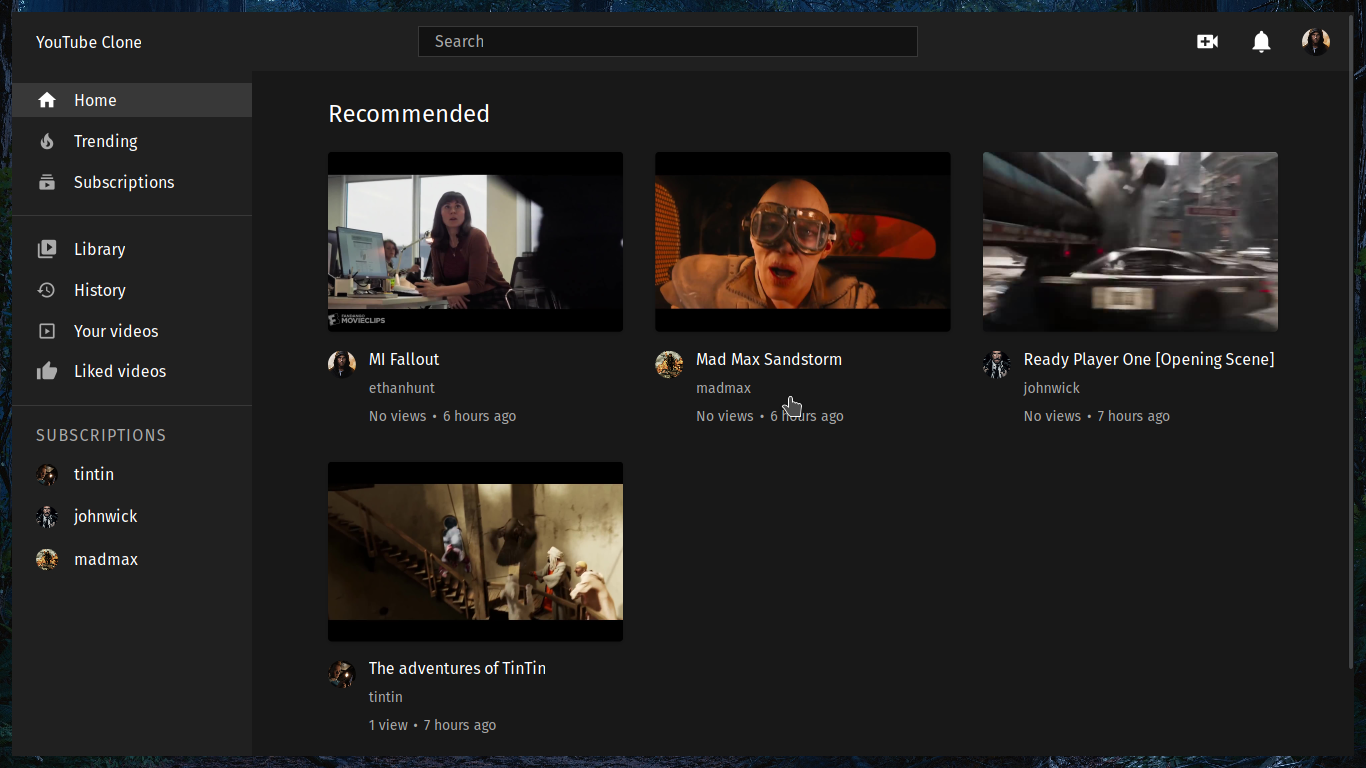 YouTube Clone
Search
Home
Trending
Subscriptions
Library
History
Your videos
Liked videos
SUBSCRIPTIONS
tintin
johnwick
madmax
Recommended
FANDANGO
MOVIECLIPS
MI Fallout
ethanhunt
No views • 6 hours ago
Mad Max Sandstorm
madmax
No views • 6 hours ago
Ready Player One [Opening Scene]
johnwick
No views • 7 hours ago
The adventures of TinTin
tintin
1 view • 7 hours ago